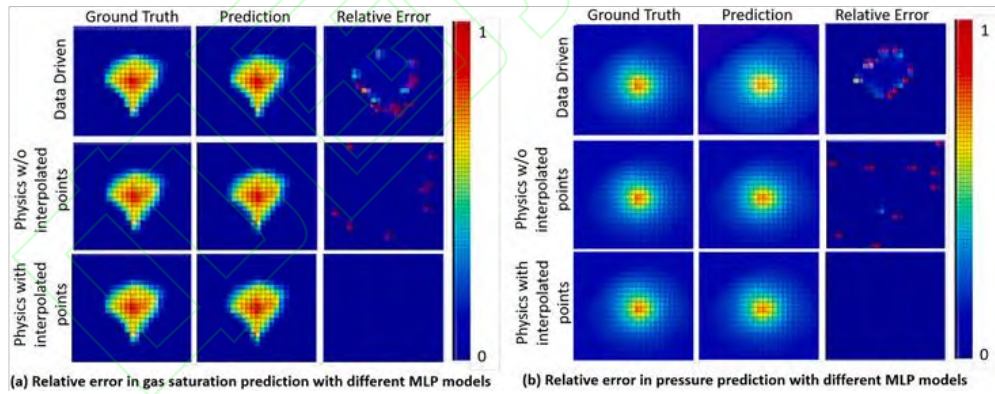 Ground Truth Prediction Relative Error
Data Driven
Physics w/o
interpolated
points
Physics with
interpolated
points
1
0
(a) Relative error in gas saturation prediction with different MLP models
Ground Truth Prediction Relative Error
Data Driven
Physics w/o
interpolated
points
Physics with
interpolated
points
1
0
(b) Relative error in pressure prediction with different MLP models